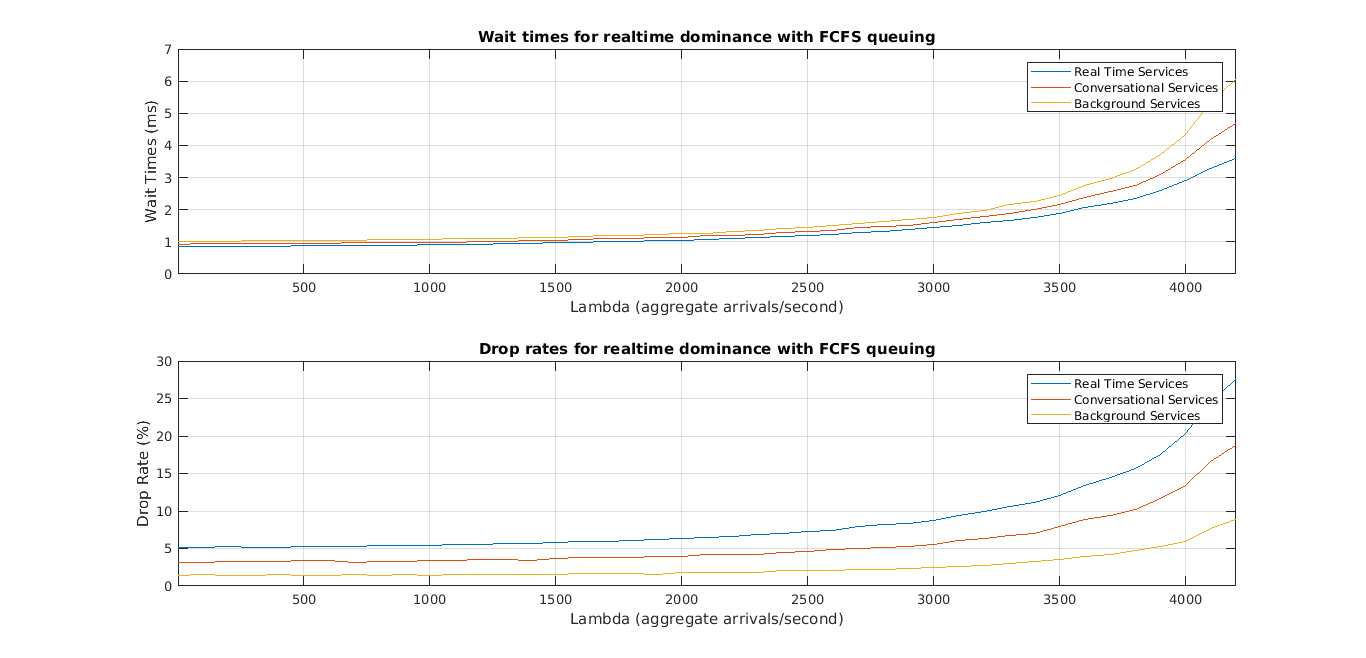 Wait times for realtime dominance with FCFS queuing
7
6
5
4
3
2
1
0
Wait Times (ms)
Real Time Services
Conversational Services
Background Services
500 1000 1500 2000 2500 3000 3500 4000
Lambda (aggregate arrivals/second)
Drop rates for realtime dominance with FCFS queuing
30
25
20
15
10
5
0
Drop Rate (%)
Real Time Services
Conversational Services
Background Services
500 1000 1500 2000 2500 3000 3500 4000
Lambda (aggregate arrivals/second)